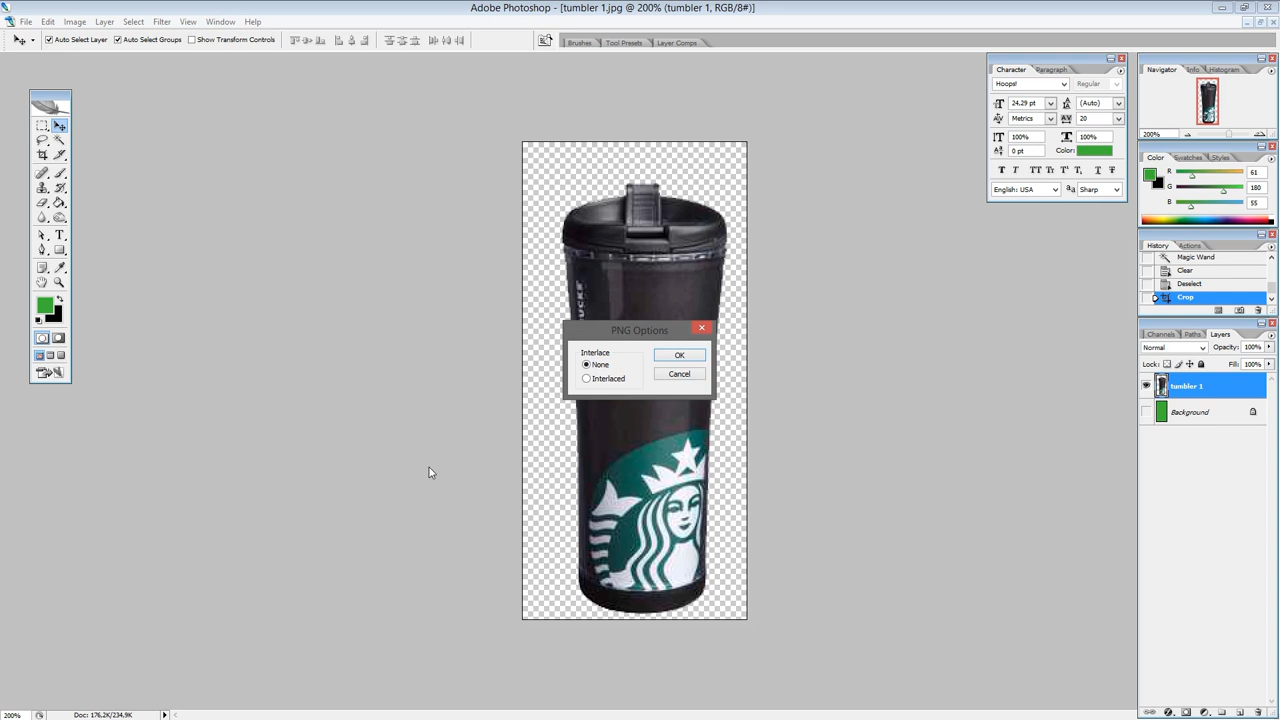 Adobe Photoshop - [tumbler 1.jpg @ 200% (tumbler 1, RGB/8#)]
File Edit Image Layer Select Filter View Window Help
Auto Select Layer Auto Select Groups Show Transform Controls
Brushes Tool Presets Layer Comps
Character Paragraph
Hoops! Regular
24.29 pt (Auto)
Metrics 20
100% 100%
0 pt Color:
English: USA Sharp
Navigator Info Histogram
200%
Color Swatches Styles
R 61
G 180
B 55
History Actions
Magic Wand
Clear
Deselect
Crop
Channels Paths Layers
Normal Opacity: 100%
Lock: Fill: 100%
tumbler 1
Background
PNG Options
Interlace
None
Interlaced
OK
Cancel
200% Doc: 176.2K/234.9K